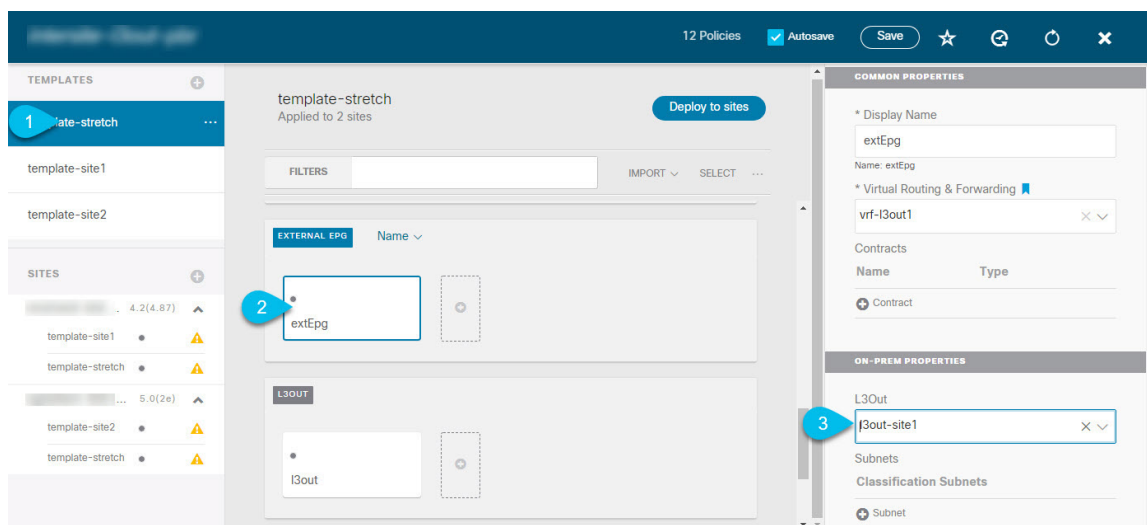 12 Policies
Autosave
Save
TEMPLATES
1
ate-stretch
template-site1
template-site2
SITES
4.2(4.87)
template-site1
template-stretch
... 5.0(2e)
template-site2
template-stretch
template-stretch
Applied to 2 sites
Deploy to sites
FILTERS
IMPORT
SELECT
EXTERNAL EPG
Name
2
extEpg
L3OUT
l3out
COMMON PROPERTIES
* Display Name
extEpg
Name: extEpg
* Virtual Routing & Forwarding
vrf-l3out1
Contracts
Name Type
Contract
ON-PREM PROPERTIES
L3Out
3
l3out-site1
Subnets
Classification Subnets
Subnet